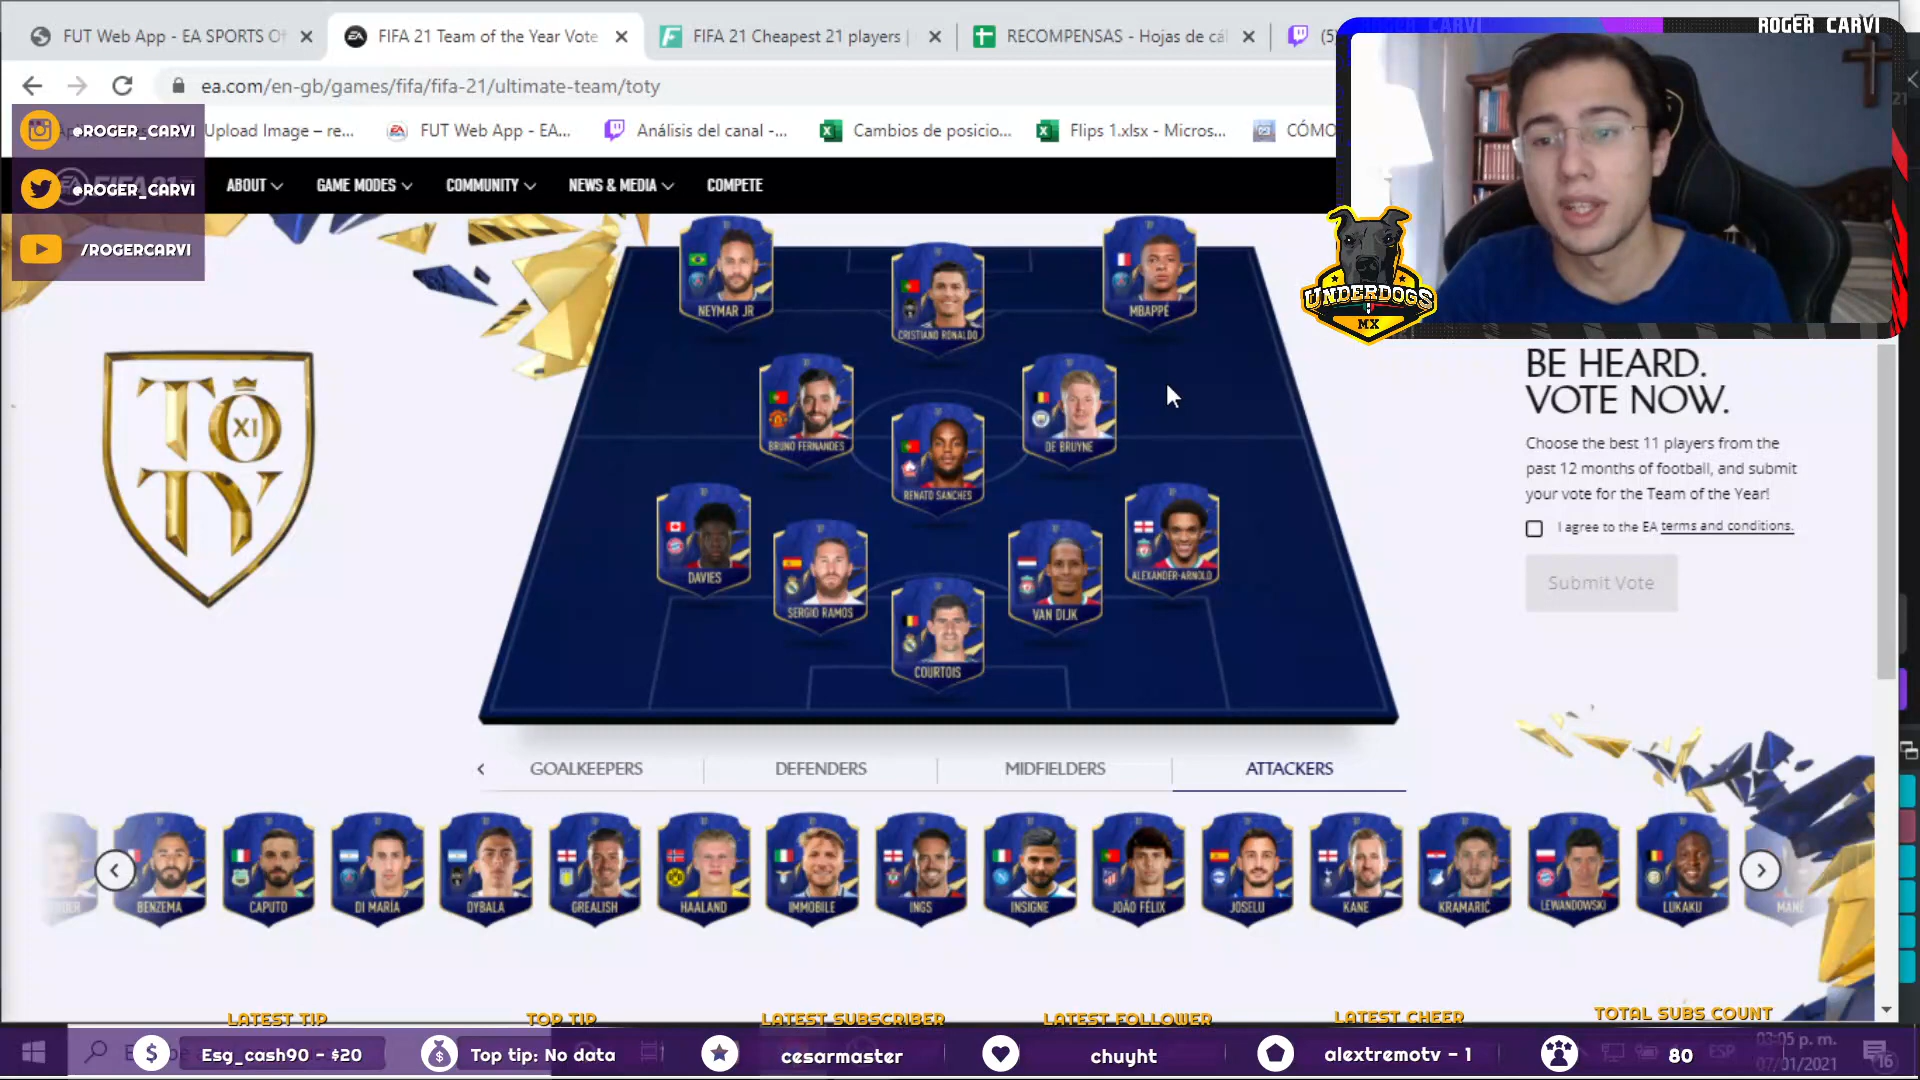 FUT Web App - EA SPORTS Of
FIFA 21 Team of the Year Vote
FIFA 21 Cheapest 21 players |
RECOMPENSAS - Hojas de cál
(5)
ROGER CARVI
ea.com/en-gb/games/fifa/fifa-21/ultimate-team/toty
Upload Image – re...
FUT Web App - EA...
Análisis del canal -...
Cambios de posicio...
Flips 1.xlsx - Micros...
CÓMO
@ROGER_CARVI
@ROGER_CARVI
/ROGERCARVI
ABOUT
GAME MODES
COMMUNITY
NEWS & MEDIA
COMPETE
NEYMAR JR
CRISTIANO RONALDO
MBAPPÉ
BRUNO FERNANDES
DE BRUYNE
RENATO SANCHES
DAVIES
SERGIO RAMOS
VAN DIJK
ALEXANDER-ARNOLD
COURTOIS
TOTY
XI
UNDERDOGS
MX
BE HEARD.
VOTE NOW.
Choose the best 11 players from the
past 12 months of football, and submit
your vote for the Team of the Year!
I agree to the EA terms and conditions.
Submit Vote
GOALKEEPERS
DEFENDERS
MIDFIELDERS
ATTACKERS
BENZEMA
CAPUTO
DI MARÍA
DYBALA
GREALISH
HAALAND
IMMOBILE
INGS
INSIGNE
JOÃO FÉLIX
JOSELU
KANE
KRAMARIĆ
LEWANDOWSKI
LUKAKU
MANÉ
LATEST TIP
TOP TIP
LATEST SUBSCRIBER
LATEST FOLLOWER
LATEST CHEER
TOTAL SUBS COUNT
Esg_cash90 - $20
Top tip: No data
cesarmaster
chuyht
alextremotv - 1
80
ESP
03:05 p. m.
07/01/2021
16